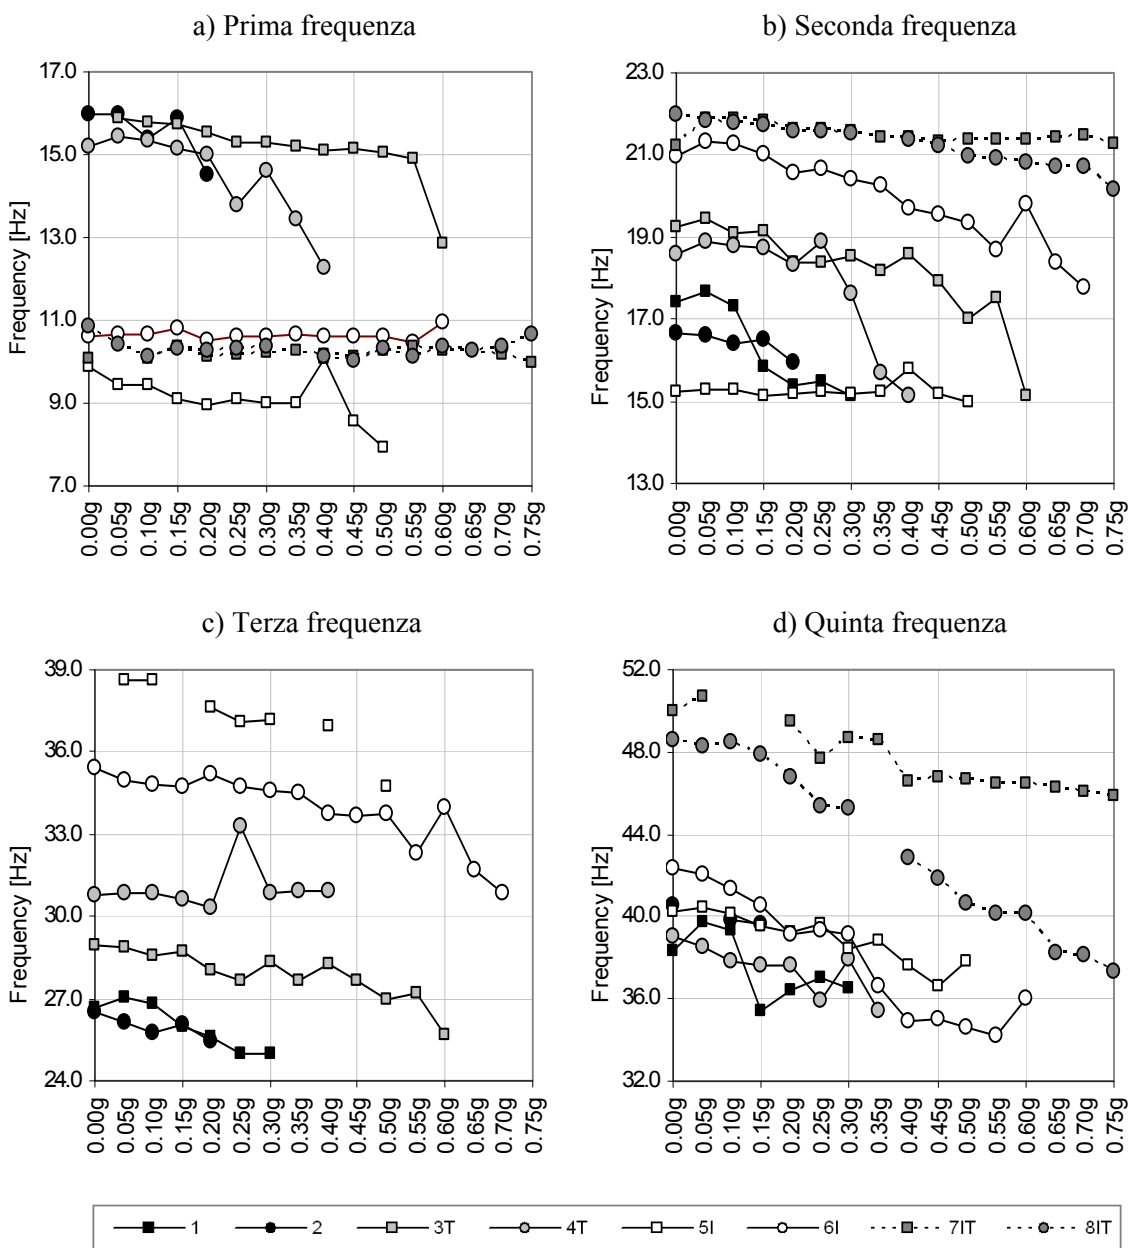 a) Prima frequenza
b) Seconda frequenza
17.0
15.0
13.0
11.0
9.0
7.0
Frequency [Hz]
0.00g
0.05g
0.10g
0.15g
0.20g
0.25g
0.30g
0.35g
0.40g
0.45g
0.50g
0.55g
0.60g
0.65g
0.70g
0.75g
23.0
21.0
19.0
17.0
15.0
13.0
Frequency [Hz]
0.00g
0.05g
0.10g
0.15g
0.20g
0.25g
0.30g
0.35g
0.40g
0.45g
0.50g
0.55g
0.60g
0.65g
0.70g
0.75g
c) Terza frequenza
d) Quinta frequenza
39.0
36.0
33.0
30.0
27.0
24.0
Frequency [Hz]
0.00g
0.05g
0.10g
0.15g
0.20g
0.25g
0.30g
0.35g
0.40g
0.45g
0.50g
0.55g
0.60g
0.65g
0.70g
0.75g
52.0
48.0
44.0
40.0
36.0
32.0
Frequency [Hz]
0.00g
0.05g
0.10g
0.15g
0.20g
0.25g
0.30g
0.35g
0.40g
0.45g
0.50g
0.55g
0.60g
0.65g
0.70g
0.75g
1 2 3T 4T 5I 6I 7IT 8IT